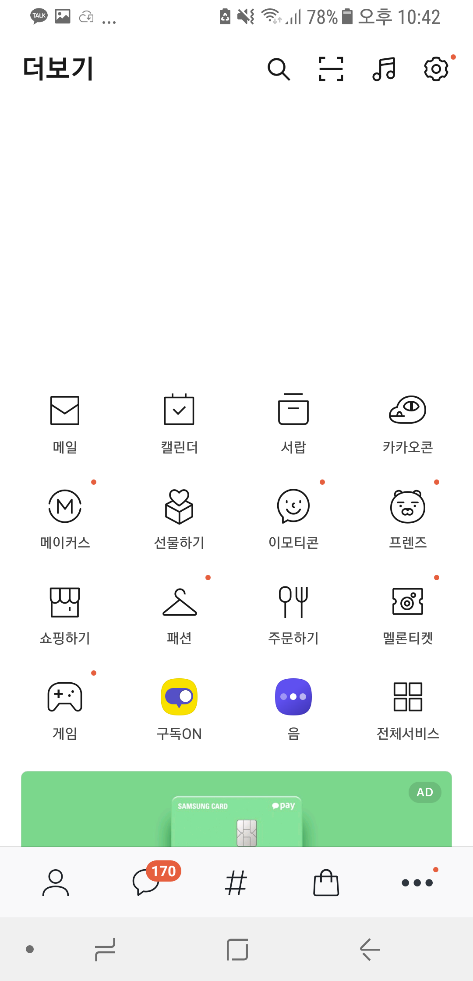 TALK ... 78% 오후 10:42
더보기
메일 캘린더 서랍 카카오콘
메이커스 선물하기 이모티콘 프렌즈
쇼핑하기 패션 주문하기 멜론티켓
게임 구독ON 음 전체서비스
AD
SAMSUNG CARD pay
170